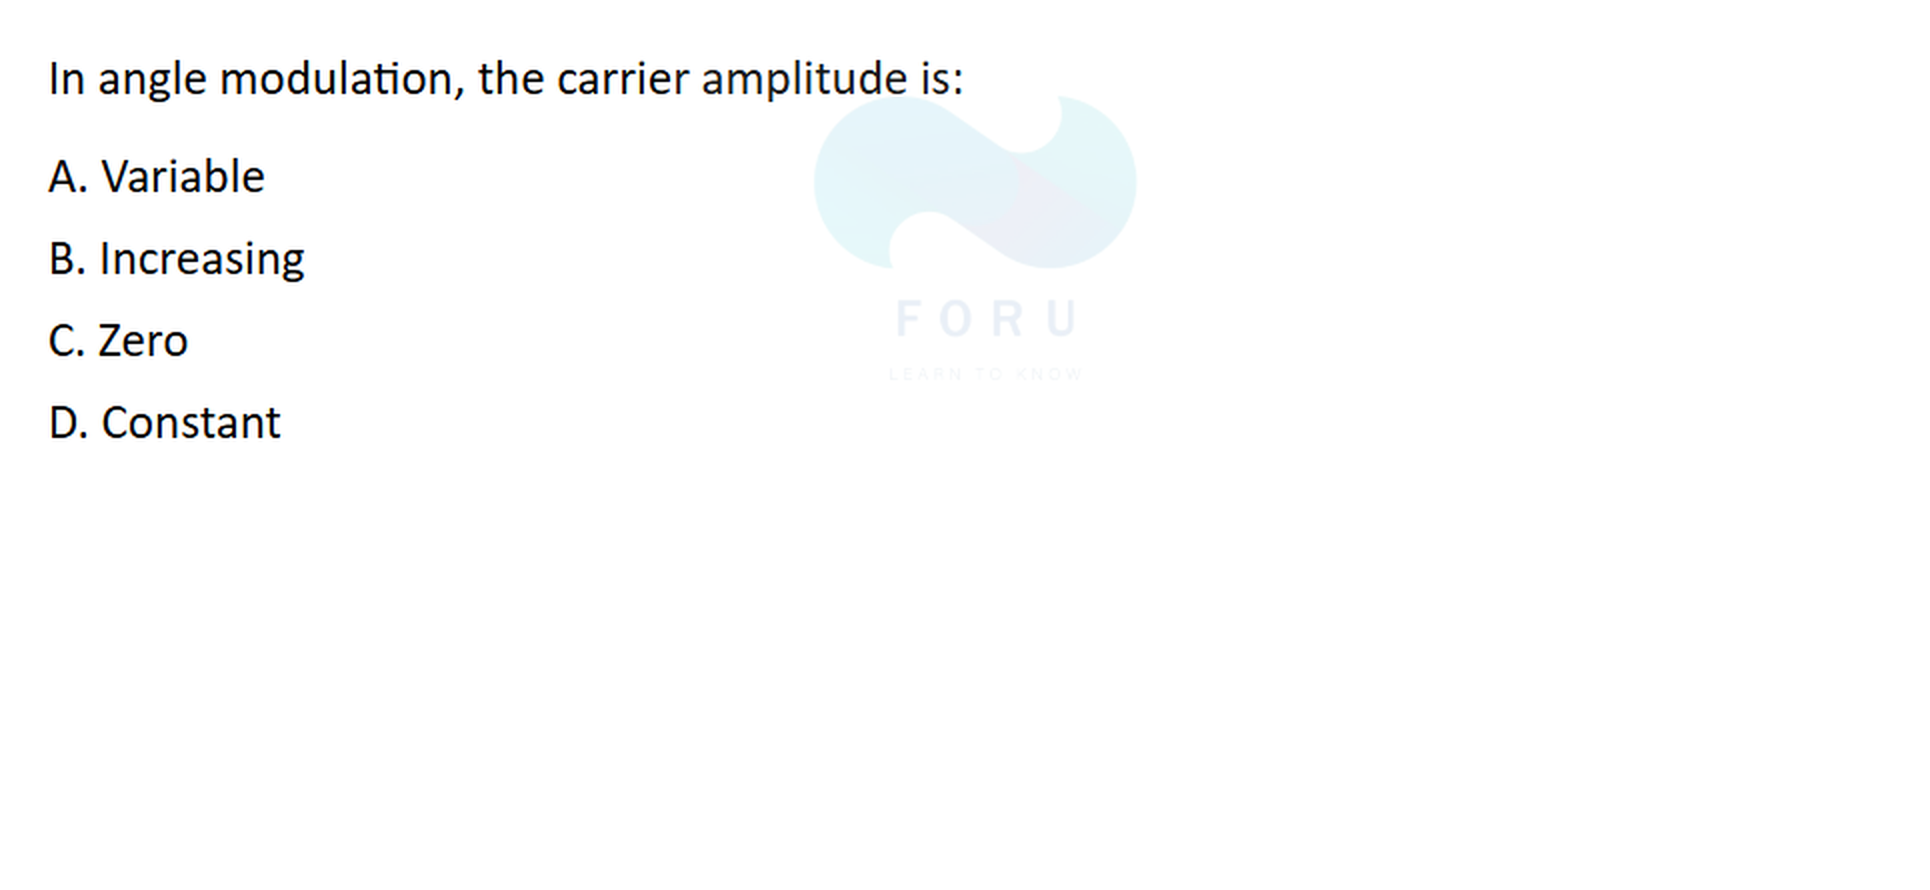 In angle modulation, the carrier amplitude is:
A. Variable
B. Increasing
C. Zero
D. Constant
FORU
LEARN TO KNOW